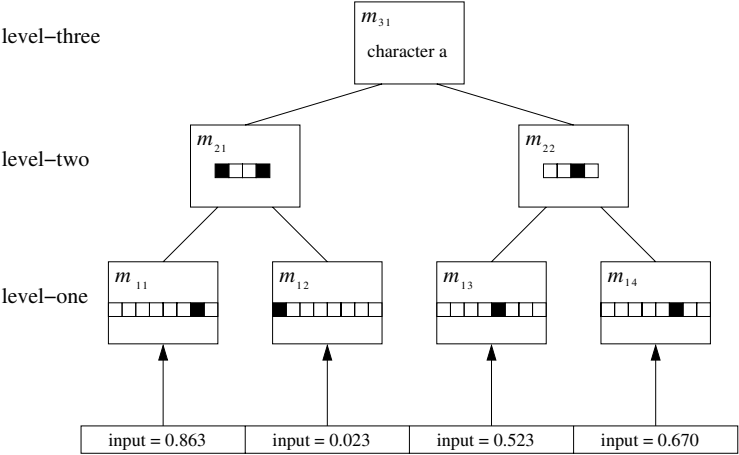 level−three
m31
character a
level−two
m21
m22
level−one
m11
m12
m13
m14
input = 0.863
input = 0.023
input = 0.523
input = 0.670